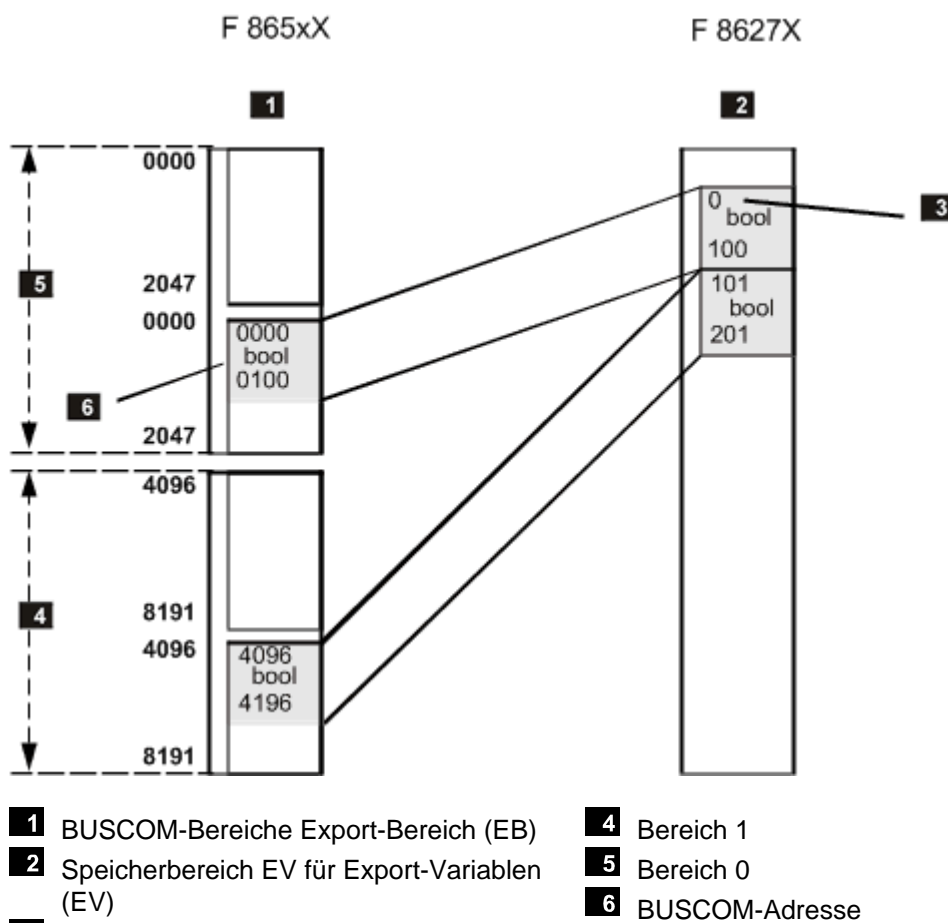 F 865xX
F 8627X
1
2
0000
0
bool
100
3
5
2047
101
bool
201
0000
0000
bool
0100
6
2047
4096
4
8191
4096
4096
bool
4196
8191
1 BUSCOM-Bereiche Export-Bereich (EB)
2 Speicherbereich EV für Export-Variablen
(EV)
4 Bereich 1
5 Bereich 0
6 BUSCOM-Adresse